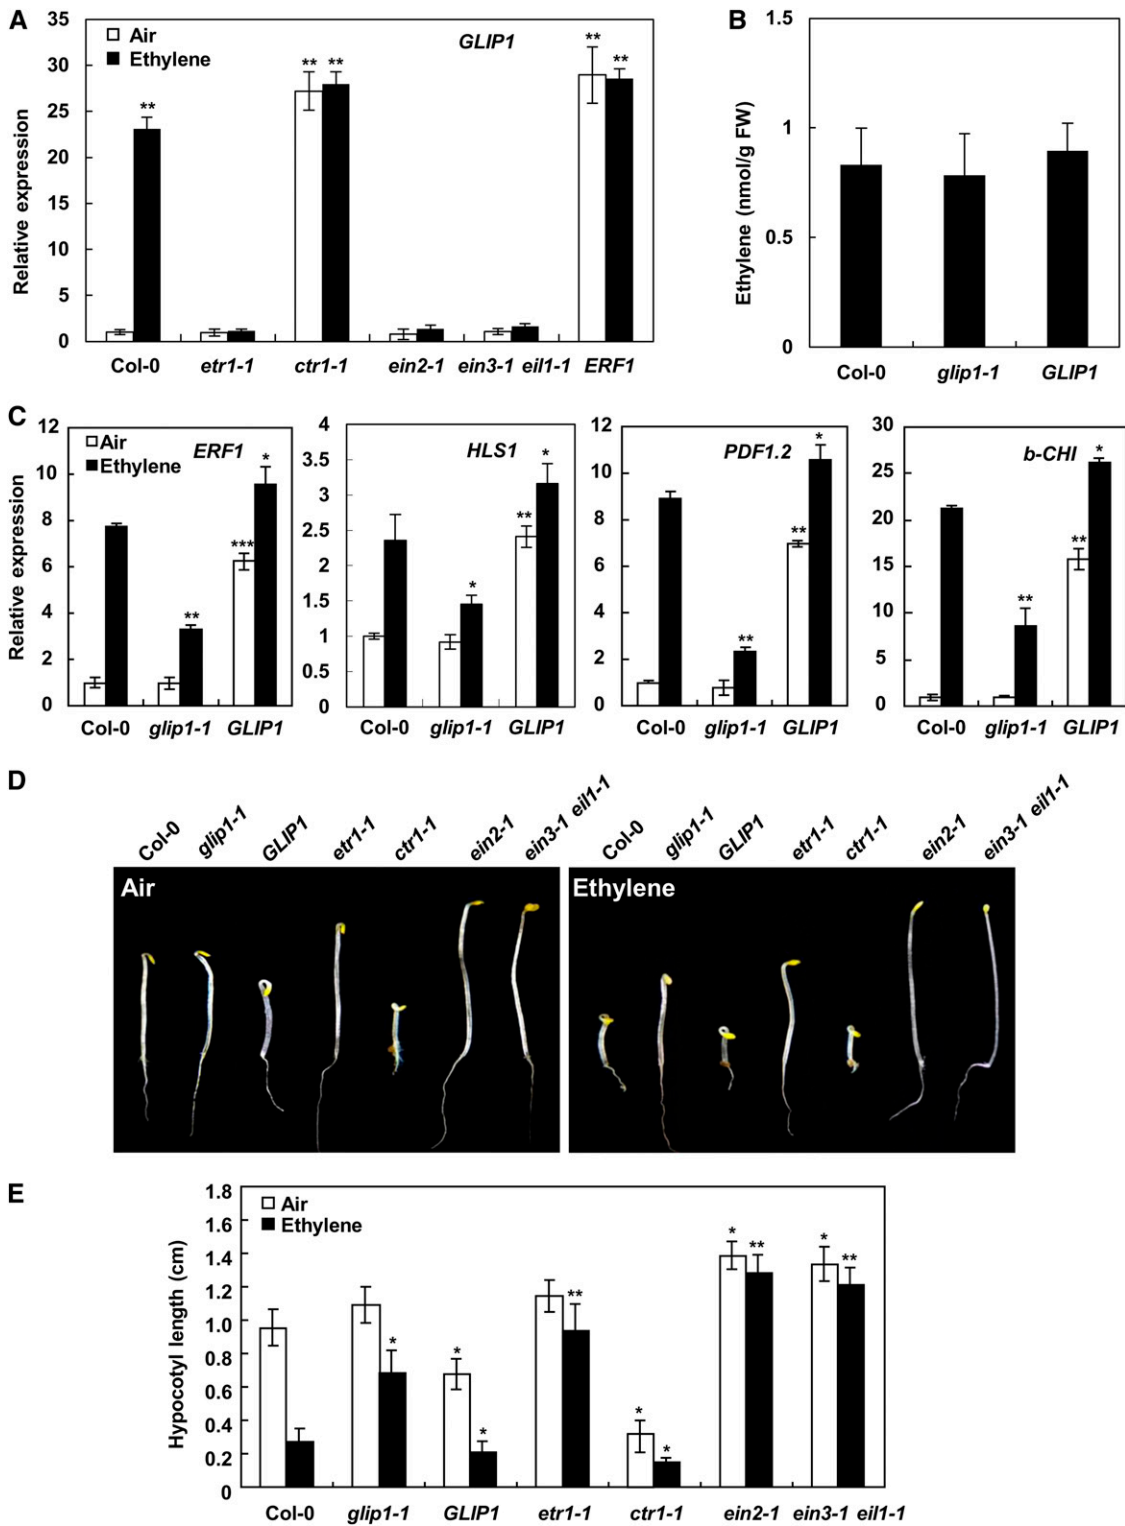 A
GLIP1
Air
Ethylene
Relative expression
35
30
25
20
15
10
5
0
** ** ** ** **
Col-0 etr1-1 ctr1-1 ein2-1 ein3-1 eil1-1 ERF1
B
Ethylene (nmol/g FW)
1.5
1
0.5
0
Col-0 glip1-1 GLIP1
C
Relative expression
Air
Ethylene
ERF1
12
10
8
6
4
2
0
** *** *
Col-0 glip1-1 GLIP1
HLS1
4
3.5
3
2.5
2
1.5
1
0.5
0
* ** *
Col-0 glip1-1 GLIP1
PDF1.2
12
10
8
6
4
2
0
** ** *
Col-0 glip1-1 GLIP1
b-CHI
30
25
20
15
10
5
0
** ** *
Col-0 glip1-1 GLIP1
D
Col-0 glip1-1 GLIP1 etr1-1 ctr1-1 ein2-1 ein3-1 eil1-1
Air
Col-0 glip1-1 GLIP1 etr1-1 ctr1-1 ein2-1 ein3-1 eil1-1
Ethylene
E
Air
Ethylene
Hypocotyl length (cm)
1.8
1.6
1.4
1.2
1.0
0.8
0.6
0.4
0.2
0
* * * ** * * * ** * **
Col-0 glip1-1 GLIP1 etr1-1 ctr1-1 ein2-1 ein3-1 eil1-1